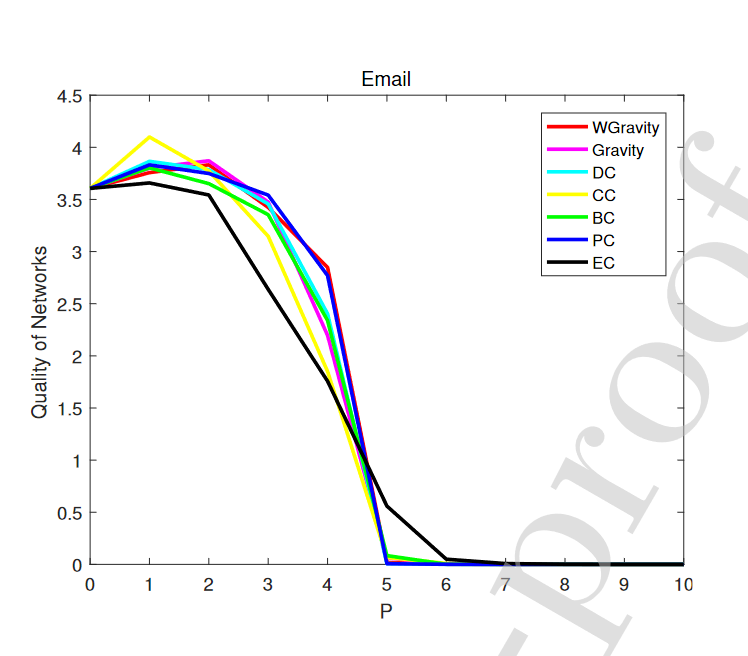 Email
4.5
4
3.5
3
2.5
2
1.5
1
0.5
0
Quality of Networks
WGravity
Gravity
DC
CC
BC
PC
EC
0 1 2 3 4 5 6 7 8 9 10
P
-proof